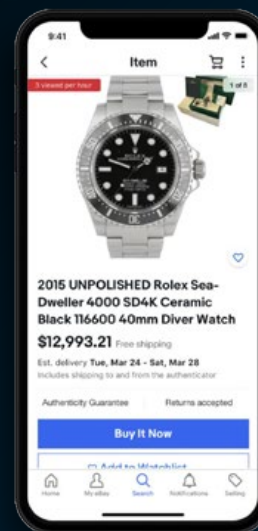 9:41
Item
3 viewed per hour
1 of 8
ROLEX
2015 UNPOLISHED Rolex Sea-
Dweller 4000 SD4K Ceramic
Black 116600 40mm Diver Watch
$12,993.21 Free shipping
Est. delivery Tue, Mar 24 - Sat, Mar 28
Includes shipping to and from the authenticator
Authenticity Guarantee
Returns accepted
Buy It Now
Add to Watchlist
Home
My eBay
Search
Notifications
Selling